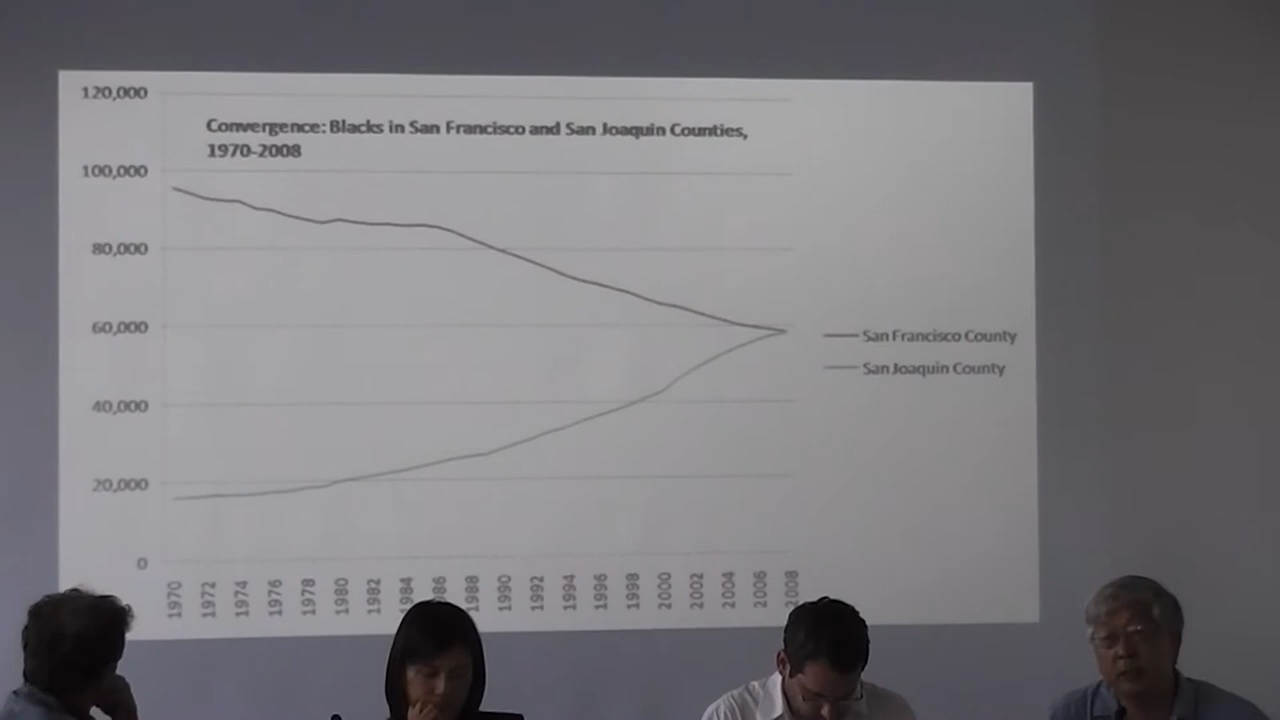 120,000
Convergence: Blacks in San Francisco and San Joaquin Counties,
1970-2008
100,000
80,000
60,000
40,000
20,000
0
San Francisco County
San Joaquin County
1970 1972 1974 1976 1978 1980 1982 1984 1986 1988 1990 1992 1994 1996 1998 2000 2002 2004 2006 2008